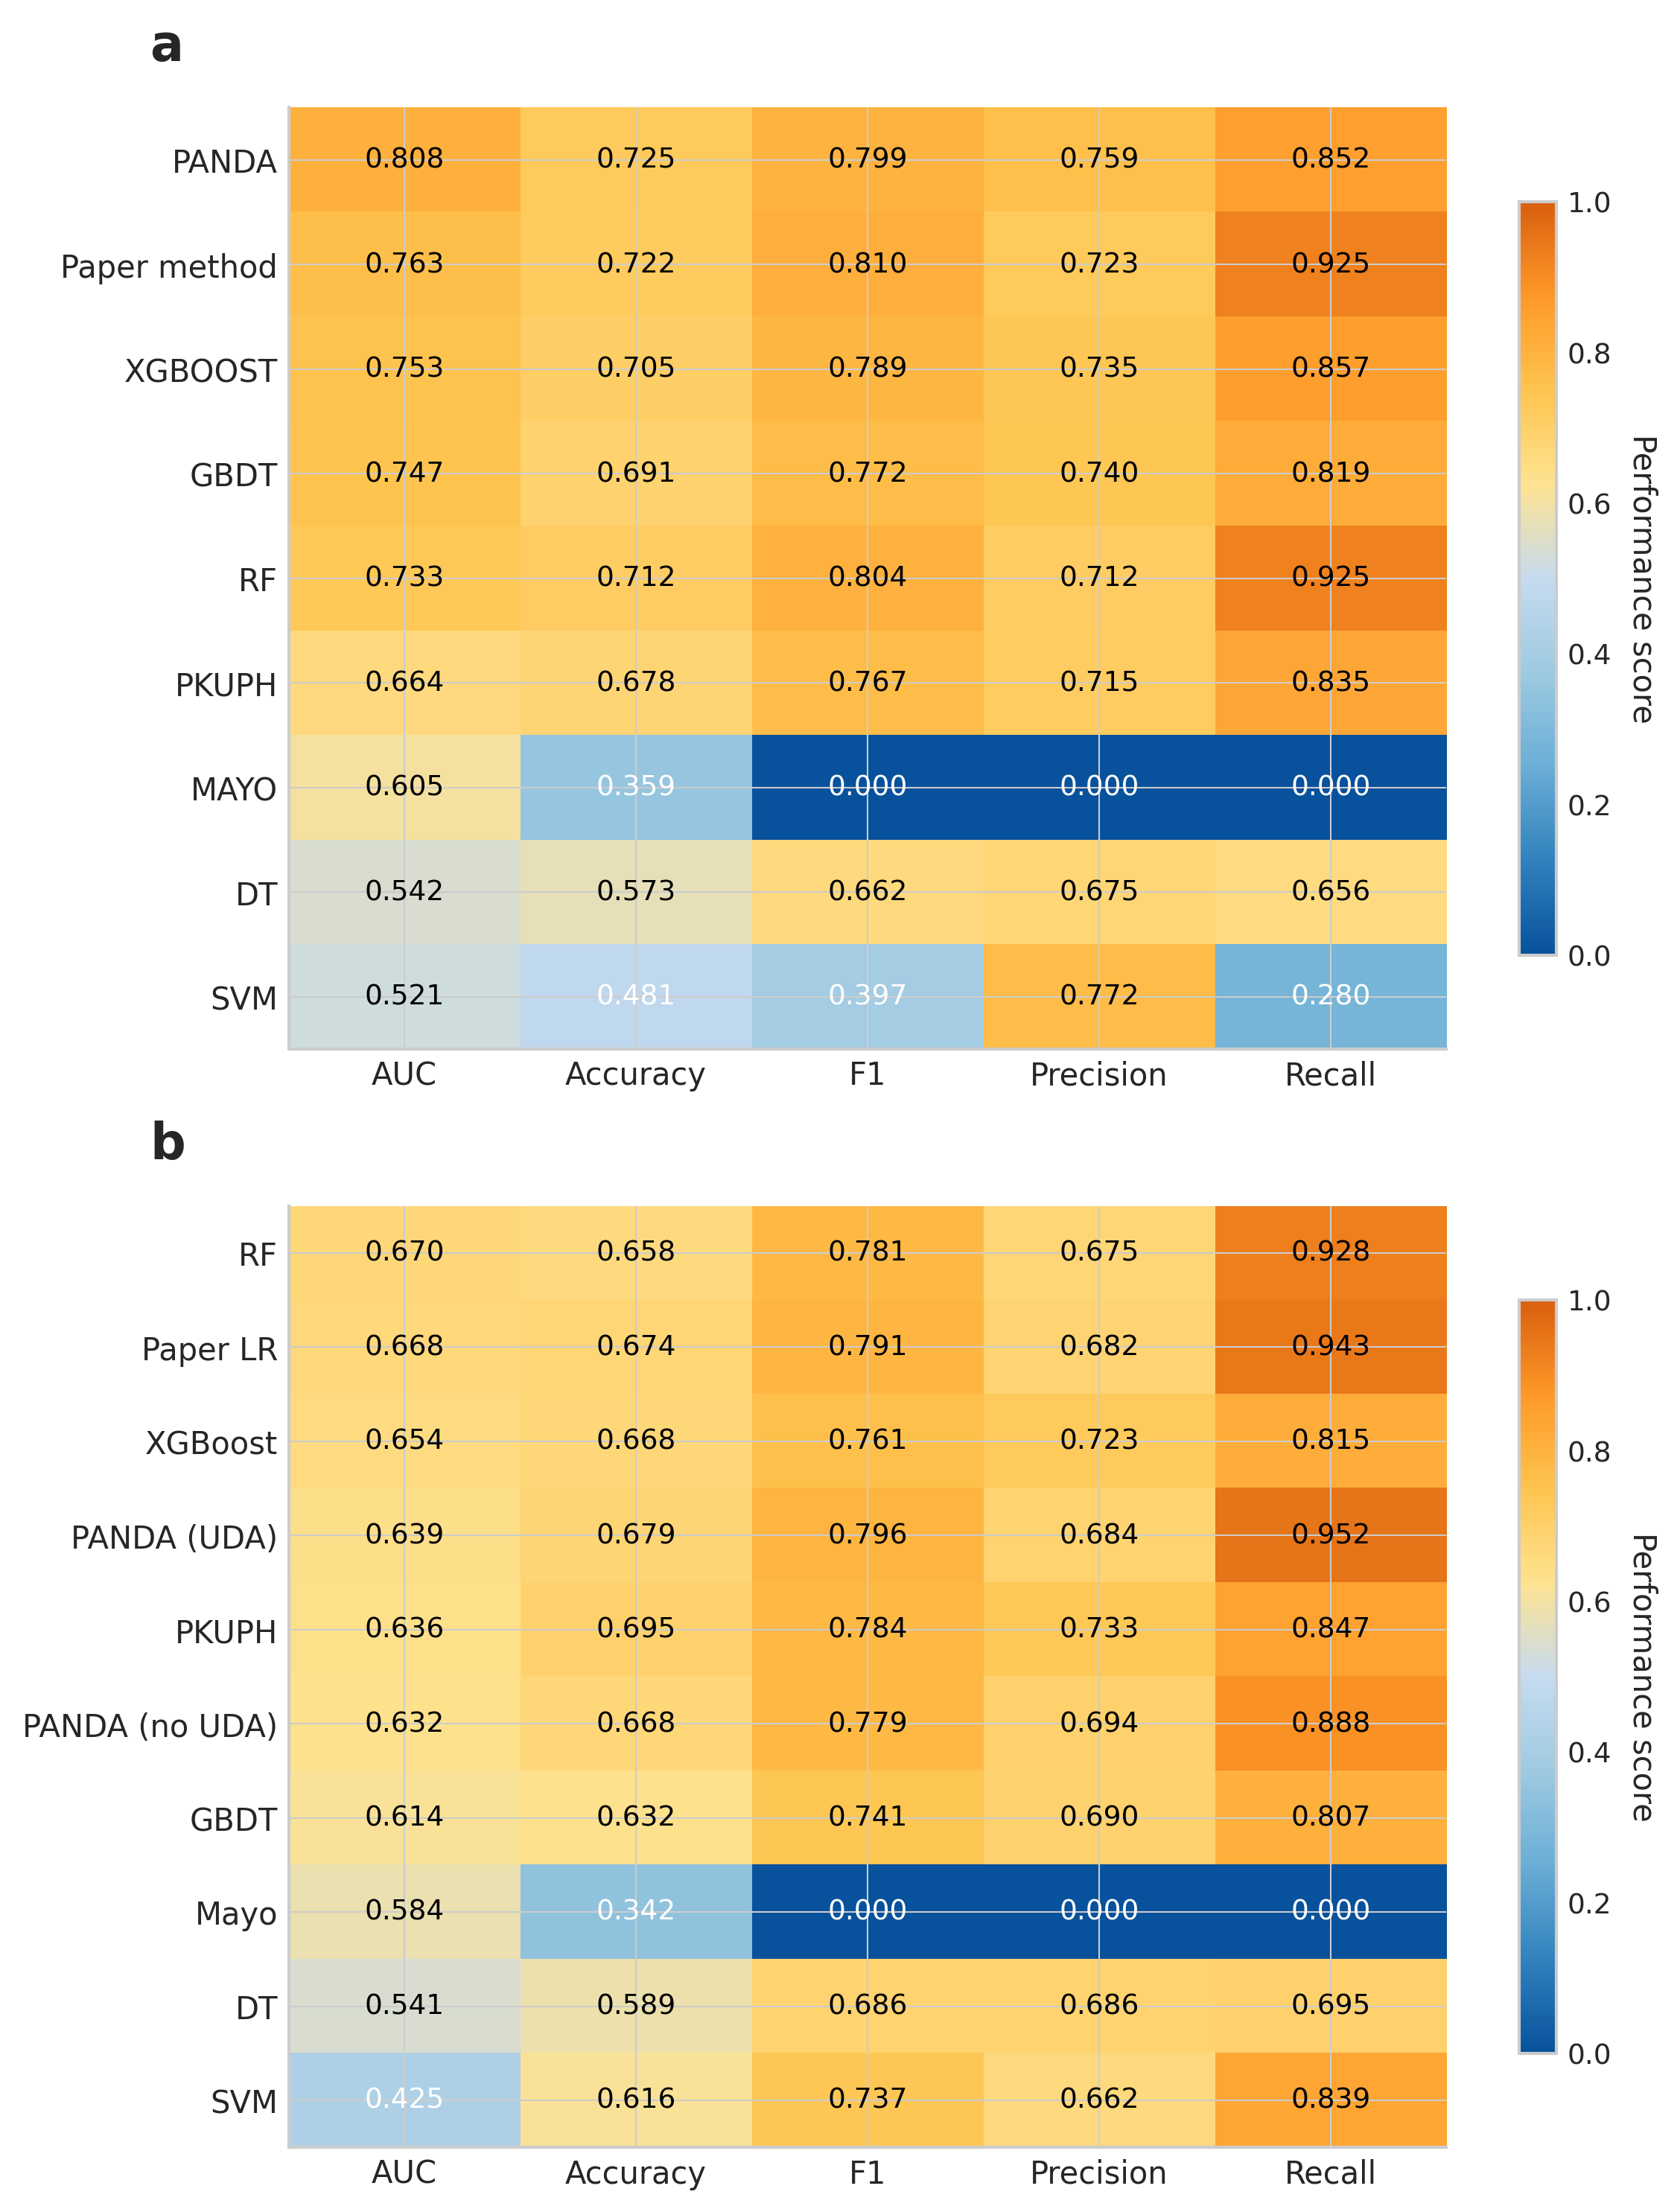 a
PANDA 0.808 0.725 0.799 0.759 0.852
Paper method 0.763 0.722 0.810 0.723 0.925
XGBOOST 0.753 0.705 0.789 0.735 0.857
GBDT 0.747 0.691 0.772 0.740 0.819
RF 0.733 0.712 0.804 0.712 0.925
PKUPH 0.664 0.678 0.767 0.715 0.835
MAYO 0.605 0.359 0.000 0.000 0.000
DT 0.542 0.573 0.662 0.675 0.656
SVM 0.521 0.481 0.397 0.772 0.280
AUC Accuracy F1 Precision Recall
1.0
0.8
0.6
0.4
0.2
0.0
Performance score
b
RF 0.670 0.658 0.781 0.675 0.928
Paper LR 0.668 0.674 0.791 0.682 0.943
XGBoost 0.654 0.668 0.761 0.723 0.815
PANDA (UDA) 0.639 0.679 0.796 0.684 0.952
PKUPH 0.636 0.695 0.784 0.733 0.847
PANDA (no UDA) 0.632 0.668 0.779 0.694 0.888
GBDT 0.614 0.632 0.741 0.690 0.807
Mayo 0.584 0.342 0.000 0.000 0.000
DT 0.541 0.589 0.686 0.686 0.695
SVM 0.425 0.616 0.737 0.662 0.839
AUC Accuracy F1 Precision Recall
1.0
0.8
0.6
0.4
0.2
0.0
Performance score